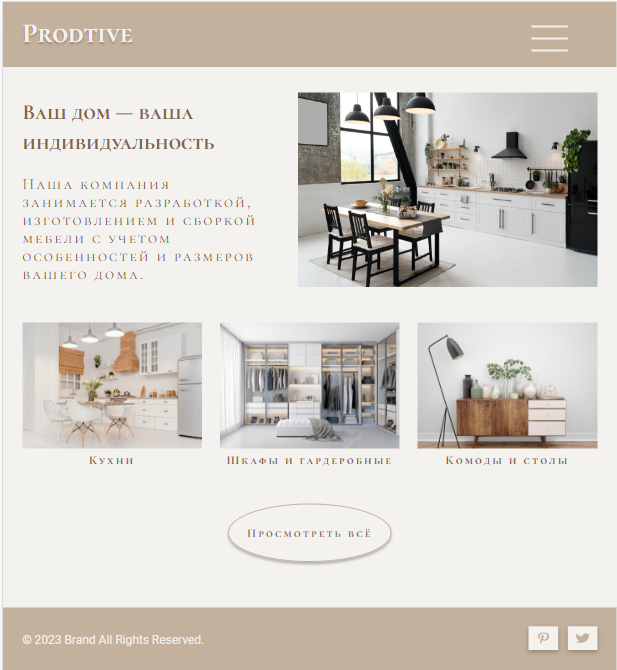 Prodtive
Ваш дом — ваша
индивидуальность
Наша компания
занимается разработкой,
изготовлением и сборкой
мебели с учетом
особенностей и размеров
вашего дома.
Кухни
Шкафы и гардеробные
Комоды и столы
Просмотреть всё
© 2023 Brand All Rights Reserved.